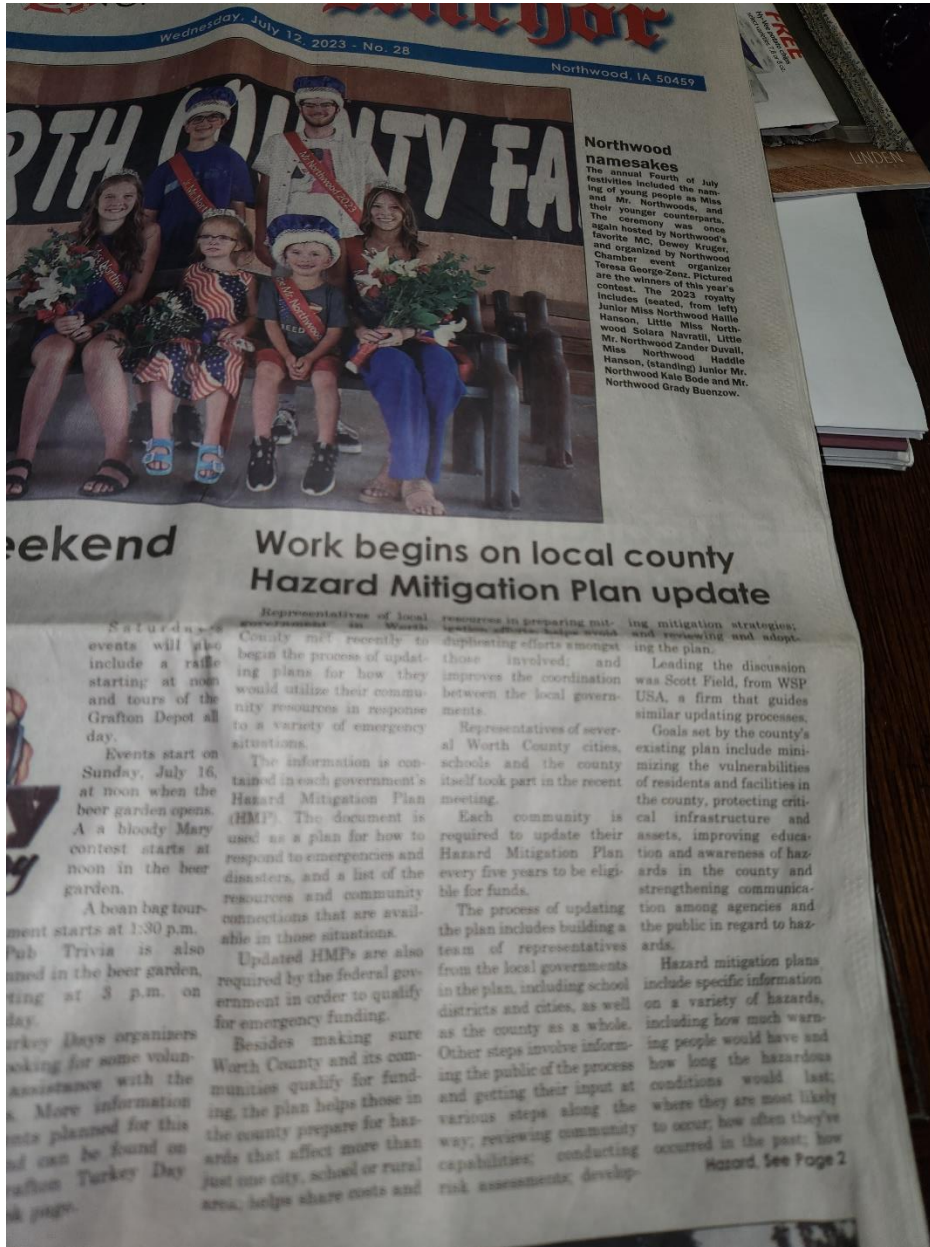 Anchor
Wednesday, July 12, 2023 - No. 28
Northwood, IA 50459
FREE
LINDEN
RTH COUNTY FA
Mr. Northwood 2023
Northwood
namesakes
The annual Fourth of July
festivities included the nam-
ing of young people as Miss
and Mr. Northwoods, and
their younger counterparts.
The ceremony was once
again hosted by Northwood's
favorite MC, Dewey Kruger,
and organized by Northwood
Chamber event organizer
Teresa George-Zenz. Pictured
are the winners of this year's
contest. The 2023 royalty
includes (seated, from left)
Junior Miss Northwood Hailie
Hanson, Little Miss North-
wood Solara Navratil, Little
Mr. Northwood Zander Duvall,
Miss Northwood Haddie
Hanson, (standing) Junior Mr.
Northwood Kale Bode and Mr.
Northwood Grady Buenzow.
eekend
Saturday's
events will also
include a raffle
starting at noon
and tours of the
Grafton Depot all
day.
Events start on
Sunday, July 16,
at noon when the
beer garden opens.
A a bloody Mary
contest starts at
noon in the beer
garden.
A boan bag tour-
ment starts at 1:30 p.m.
Pub Trivia is also
ned in the beer garden,
ting at 3 p.m. on
day.
rkey Days organizers
oking for some volun-
assistance with the
s. More information
nts planned for this
nd can be found on
rafton Turkey Day
k page.
Work begins on local county
Hazard Mitigation Plan update
Representatives of local
government in Worth
County met recently to
begin the process of updat-
ing plans for how they
would utilize their commu-
nity resources in response
to a variety of emergency
situations.
The information is con-
tained in each government's
Hazard Mitigation Plan
(HMP). The document is
used as a plan for how to
respond to emergencies and
disasters, and a list of the
resources and community
connections that are avail-
able in those situations.
Updated HMPs are also
required by the federal gov-
ernment in order to qualify
for emergency funding.
Besides making sure
Worth County and its com-
munities qualify for fund-
ing, the plan helps those in
the county prepare for haz-
ards that affect more than
just one city, school or rural
area; helps share costs and
resources in preparing mit-
igation efforts; helps avoid
duplicating efforts amongst
those involved; and
improves the coordination
between the local govern-
ments.
Representatives of sever-
al Worth County cities,
schools and the county
itself took part in the recent
meeting.
Each community is
required to update their
Hazard Mitigation Plan
every five years to be eligi-
ble for funds.
The process of updating
the plan includes building a
team of representatives
from the local governments
in the plan, including school
districts and cities, as well
as the county as a whole.
Other steps involve inform-
ing the public of the process
and getting their input at
various steps along the
way; reviewing community
capabilities; conducting
risk assessments; develop-
ing mitigation strategies;
and reviewing and adopt-
ing the plan.
Leading the discussion
was Scott Field, from WSP
USA, a firm that guides
similar updating processes.
Goals set by the county's
existing plan include mini-
mizing the vulnerabilities
of residents and facilities in
the county, protecting criti-
cal infrastructure and
assets, improving educa-
tion and awareness of haz-
ards in the county and
strengthening communica-
tion among agencies and
the public in regard to haz-
ards.
Hazard mitigation plans
include specific information
on a variety of hazards,
including how much warn-
ing people would have and
how long the hazardous
conditions would last;
where they are most likely
to occur; how often they've
occurred in the past; how
Hazard, See Page 2